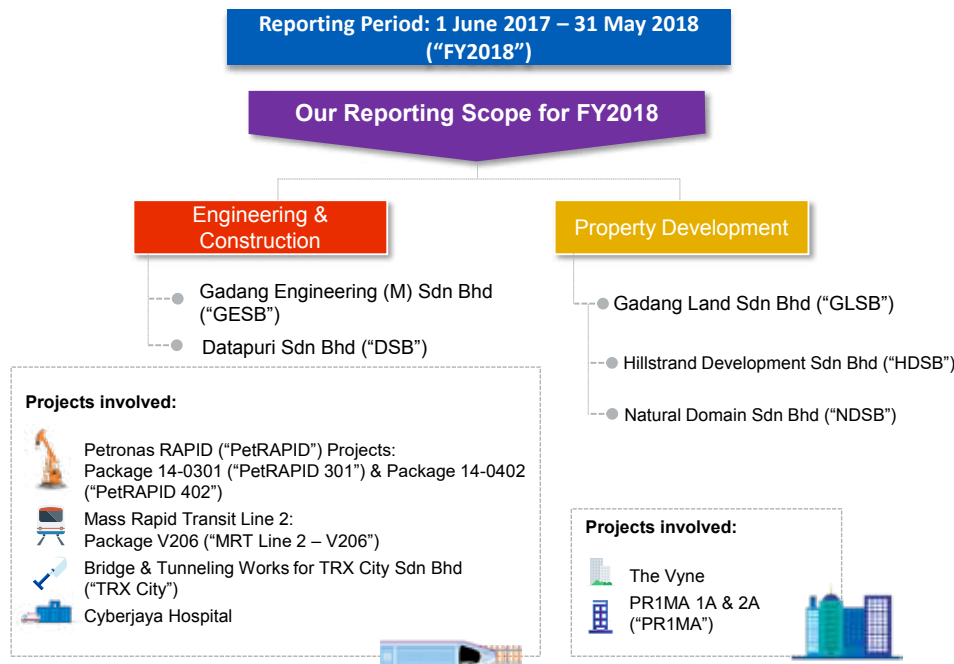 Reporting Period: 1 June 2017 – 31 May 2018
(“FY2018”)
Our Reporting Scope for FY2018
Engineering &
Construction
Gadang Engineering (M) Sdn Bhd
(“GESB”)
Datapuri Sdn Bhd (“DSB”)
Projects involved:
Petronas RAPID (“PetRAPID”) Projects:
Package 14-0301 (“PetRAPID 301”) & Package 14-0402
(“PetRAPID 402”)
Mass Rapid Transit Line 2:
Package V206 (“MRT Line 2 – V206”)
Bridge & Tunneling Works for TRX City Sdn Bhd
(“TRX City”)
Cyberjaya Hospital
Property Development
Gadang Land Sdn Bhd (“GLSB”)
Hillstrand Development Sdn Bhd (“HDSB”)
Natural Domain Sdn Bhd (“NDSB”)
Projects involved:
The Vyne
PR1MA 1A & 2A
(“PR1MA”)